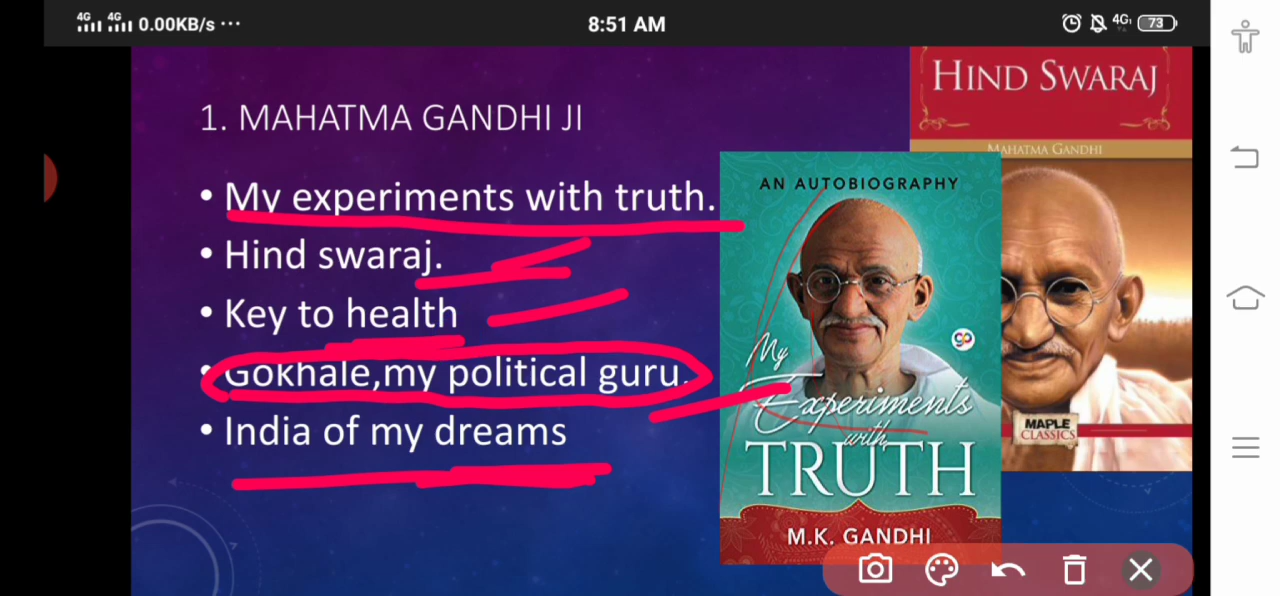 4G 4G 0.00KB/s ...
8:51 AM
4G 73
1. MAHATMA GANDHI JI
• My experiments with truth.
• Hind swaraj.
• Key to health
• Gokhale,my political guru.
• India of my dreams
HIND SWARAJ
MAHATMA GANDHI
MAPLE
CLASSICS
AN AUTOBIOGRAPHY
gp
My
Experiments
with
TRUTH
M.K. GANDHI